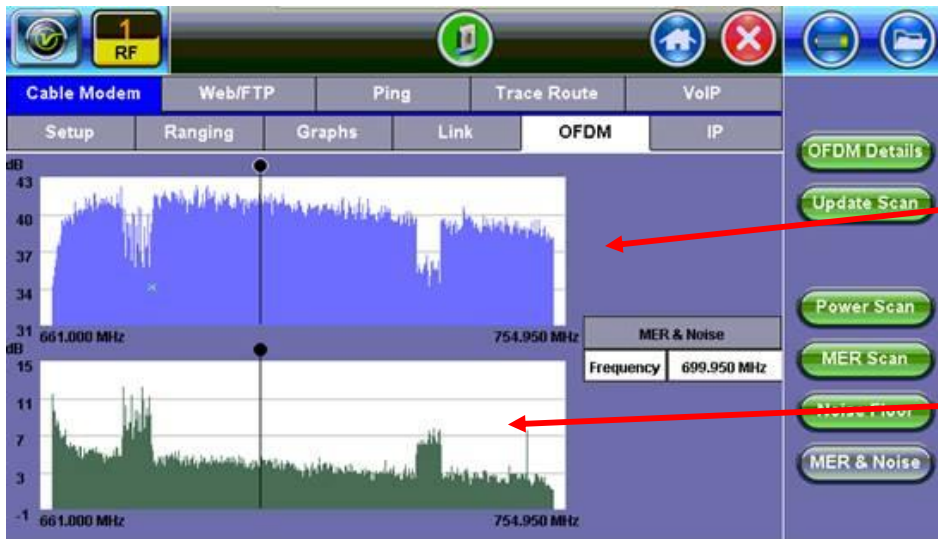 1
RF
Cable Modem Web/FTP Ping Trace Route VoIP
Setup Ranging Graphs Link OFDM IP
OFDM Details
Update Scan
dB
43
40
37
34
31
661.000 MHz 754.950 MHz
Power Scan
MER Scan
Noise Floor
MER & Noise
MER & Noise
Frequency 699.950 MHz
dB
15
11
7
3
-1
661.000 MHz 754.950 MHz